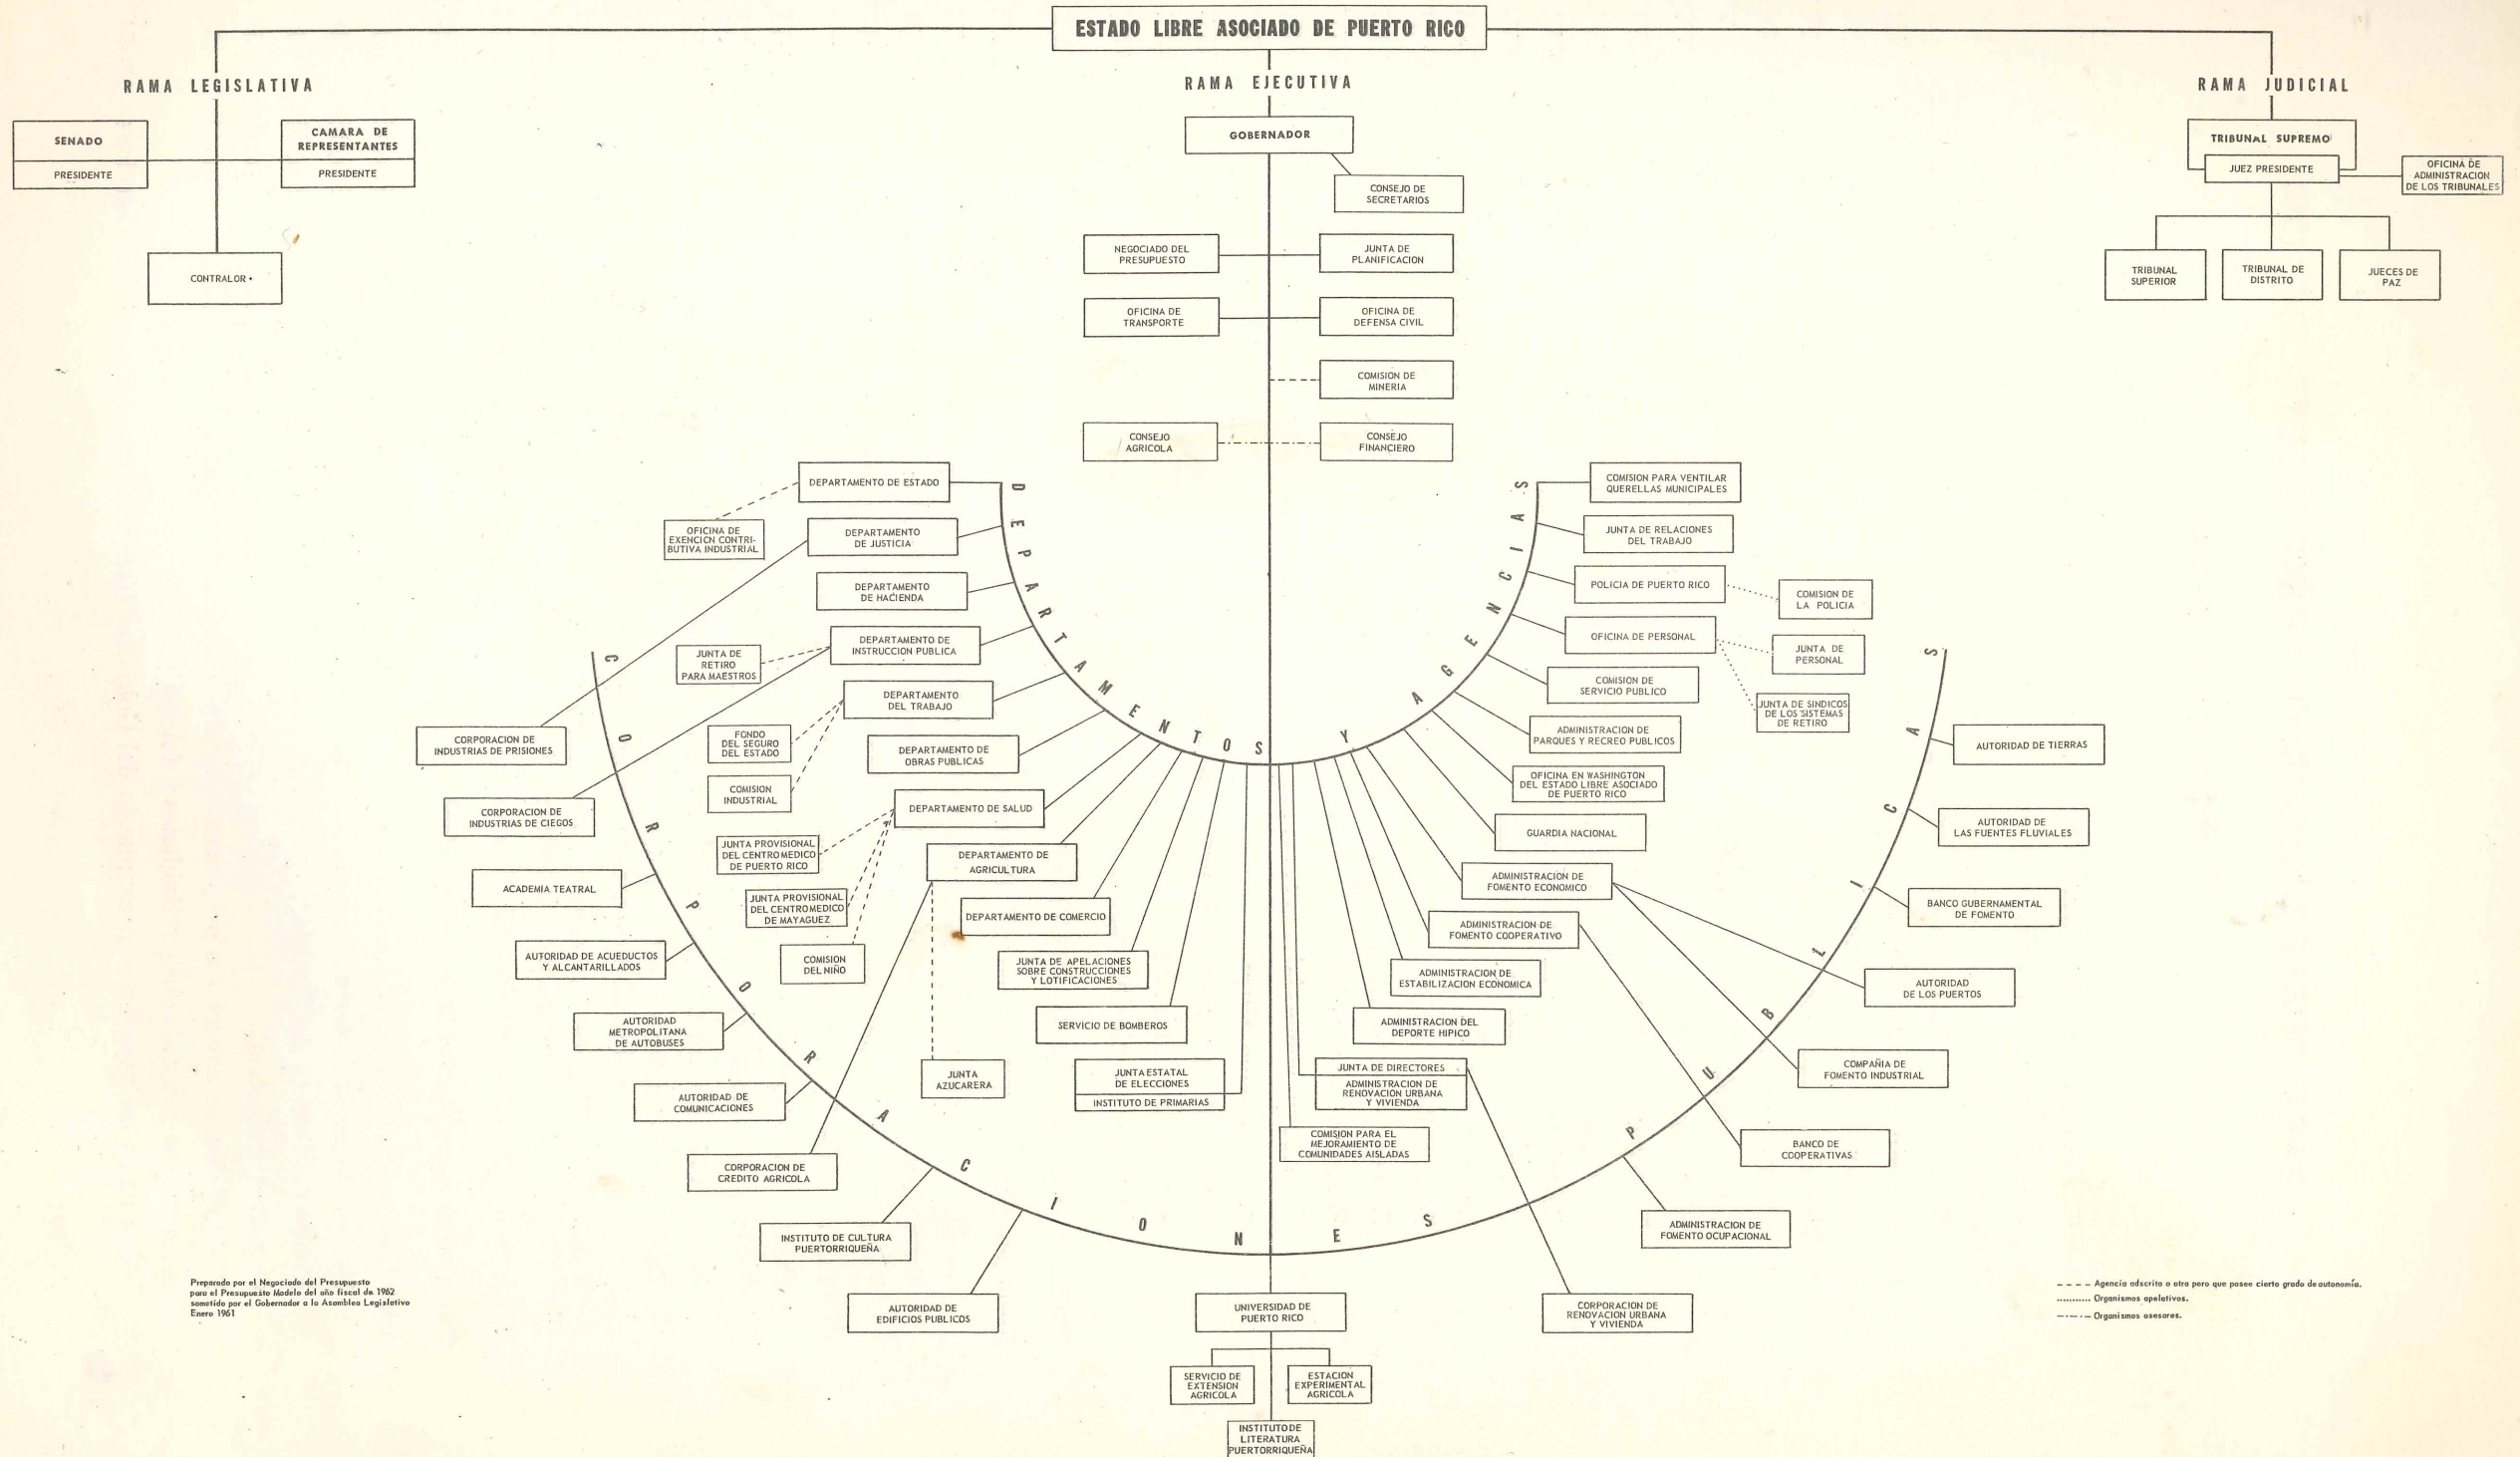 ESTADO LIBRE ASOCIADO DE PUERTO RICO
RAMA LEGISLATIVA
RAMA EJECUTIVA
RAMA JUDICIAL
SENADO
PRESIDENTE
CAMARA DE
REPRESENTANTES
PRESIDENTE
CONTRALOR
GOBERNADOR
CONSEJO DE
SECRETARIOS
NEGOCIADO DEL
PRESUPUESTO
JUNTA DE
PLANIFICACION
OFICINA DE
TRANSPORTE
OFICINA DE
DEFENSA CIVIL
COMISION DE
MINERIA
CONSEJO
AGRICOLA
CONSEJO
FINANCIERO
TRIBUNAL SUPREMO
JUEZ PRESIDENTE
OFICINA DE
ADMINISTRACION
DE LOS TRIBUNALES
TRIBUNAL
SUPERIOR
TRIBUNAL DE
DISTRITO
JUECES DE
PAZ
DEPARTAMENTOS Y AGENCIAS
DEPARTAMENTO DE ESTADO
OFICINA DE
EXENCION CONTRI-
BUTIVA INDUSTRIAL
DEPARTAMENTO
DE JUSTICIA
DEPARTAMENTO
DE HACIENDA
DEPARTAMENTO DE
INSTRUCCION PUBLICA
JUNTA DE
RETIRO
PARA MAESTROS
DEPARTAMENTO
DEL TRABAJO
FONDO
DEL SEGURO
DEL ESTADO
COMISION
INDUSTRIAL
DEPARTAMENTO DE
OBRAS PUBLICAS
DEPARTAMENTO DE SALUD
JUNTA PROVISIONAL
DEL CENTRO MEDICO
DE PUERTO RICO
JUNTA PROVISIONAL
DEL CENTRO MEDICO
DE MAYAGUEZ
COMISION
DEL NIÑO
DEPARTAMENTO DE
AGRICULTURA
JUNTA
AZUCARERA
DEPARTAMENTO DE COMERCIO
JUNTA DE APELACIONES
SOBRE CONSTRUCCIONES
Y LOTIFICACIONES
SERVICIO DE BOMBEROS
JUNTA ESTATAL
DE ELECCIONES
INSTITUTO DE PRIMARIAS
COMISION PARA VENTILAR
QUERELLAS MUNICIPALES
JUNTA DE RELACIONES
DEL TRABAJO
POLICIA DE PUERTO RICO
COMISION DE
LA POLICIA
OFICINA DE PERSONAL
JUNTA DE
PERSONAL
JUNTA DE SINDICOS
DE LOS SISTEMAS
DE RETIRO
COMISION DE
SERVICIO PUBLICO
ADMINISTRACION DE
PARQUES Y RECREO PUBLICOS
OFICINA EN WASHINGTON
DEL ESTADO LIBRE ASOCIADO
DE PUERTO RICO
GUARDIA NACIONAL
ADMINISTRACION DE
FOMENTO ECONOMICO
ADMINISTRACION DE
FOMENTO COOPERATIVO
ADMINISTRACION DE
ESTABILIZACION ECONOMICA
ADMINISTRACION DEL
DEPORTE HIPICO
JUNTA DE DIRECTORES
ADMINISTRACION DE
RENOVACION URBANA
Y VIVIENDA
COMISION PARA EL
MEJORAMIENTO DE
COMUNIDADES AISLADAS
CORPORACIONES PUBLICAS
CORPORACION DE
INDUSTRIAS DE PRISIONES
CORPORACION DE
INDUSTRIAS DE CIEGOS
ACADEMIA TEATRAL
AUTORIDAD DE ACUEDUCTOS
Y ALCANTARILLADOS
AUTORIDAD
METROPOLITANA
DE AUTOBUSES
AUTORIDAD DE
COMUNICACIONES
CORPORACION DE
CREDITO AGRICOLA
INSTITUTO DE CULTURA
PUERTORRIQUEÑA
AUTORIDAD DE
EDIFICIOS PUBLICOS
AUTORIDAD DE TIERRAS
AUTORIDAD DE
LAS FUENTES FLUVIALES
BANCO GUBERNAMENTAL
DE FOMENTO
AUTORIDAD
DE LOS PUERTOS
COMPAÑIA DE
FOMENTO INDUSTRIAL
BANCO DE
COOPERATIVAS
ADMINISTRACION DE
FOMENTO OCUPACIONAL
CORPORACION DE
RENOVACION URBANA
Y VIVIENDA
UNIVERSIDAD DE
PUERTO RICO
SERVICIO DE
EXTENSION
AGRICOLA
ESTACION
EXPERIMENTAL
AGRICOLA
INSTITUTO DE
LITERATURA
PUERTORRIQUEÑA
Preparado por el Negociado del Presupuesto
para el Presupuesto Modelo del año fiscal de 1962
sometido por el Gobernador a la Asamblea Legislativa
Enero 1961
Agencia adscrita a otra pero que posee cierto grado de autonomía.
Organismos apelativos.
Organismos asesores.